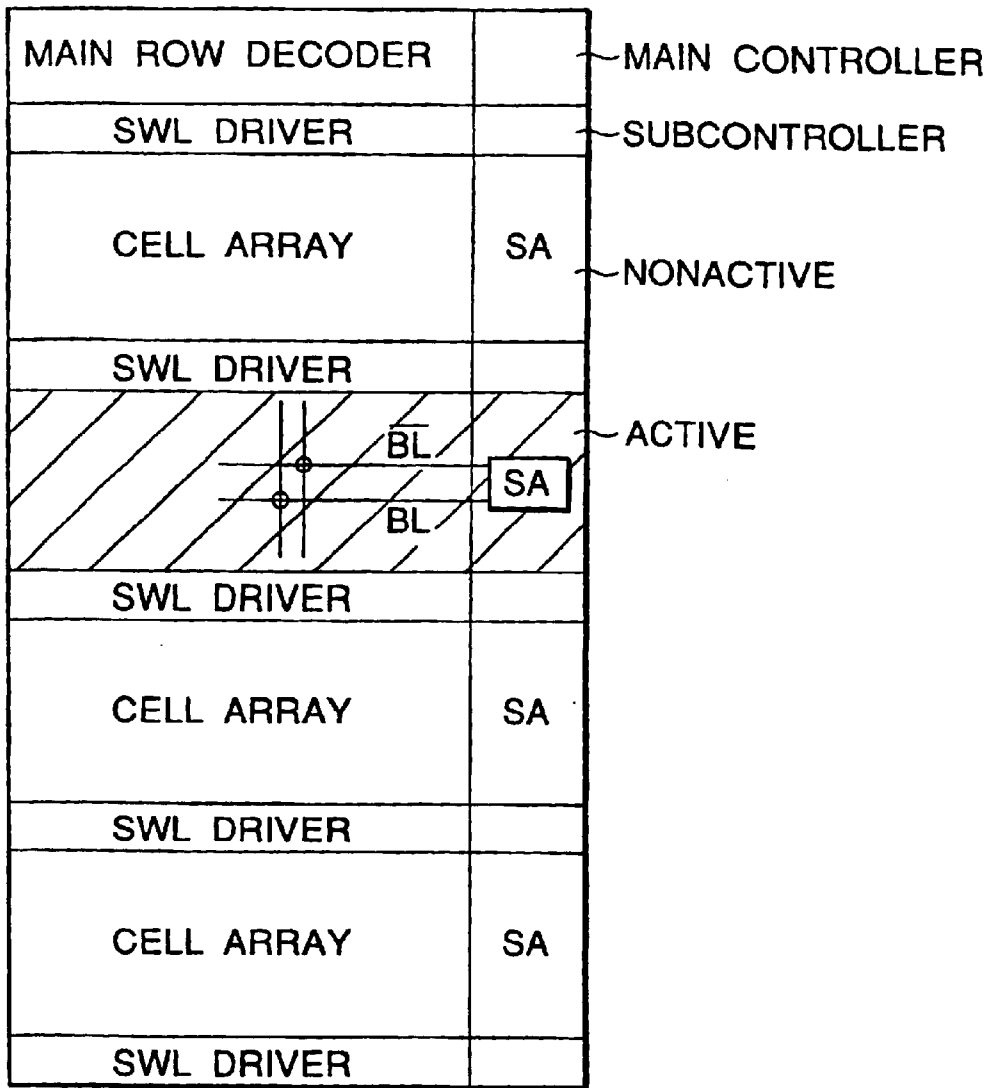 MAIN ROW DECODER
MAIN CONTROLLER
SWL DRIVER
SUBCONTROLLER
CELL ARRAY
SA
NONACTIVE
SWL DRIVER
ACTIVE
B̅L̅
SA
BL
SWL DRIVER
CELL ARRAY
SA
SWL DRIVER
CELL ARRAY
SA
SWL DRIVER